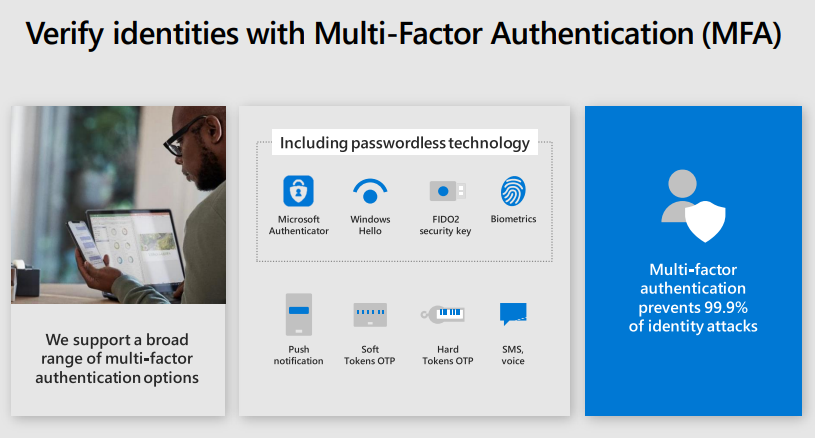 Verify identities with Multi-Factor Authentication (MFA)
We support a broad
range of multi-factor
authentication options
Including passwordless technology
Microsoft
Authenticator
Windows
Hello
FIDO2
security key
Biometrics
Push
notification
Soft
Tokens OTP
Hard
Tokens OTP
SMS,
voice
Multi-factor
authentication
prevents 99.9%
of identity attacks